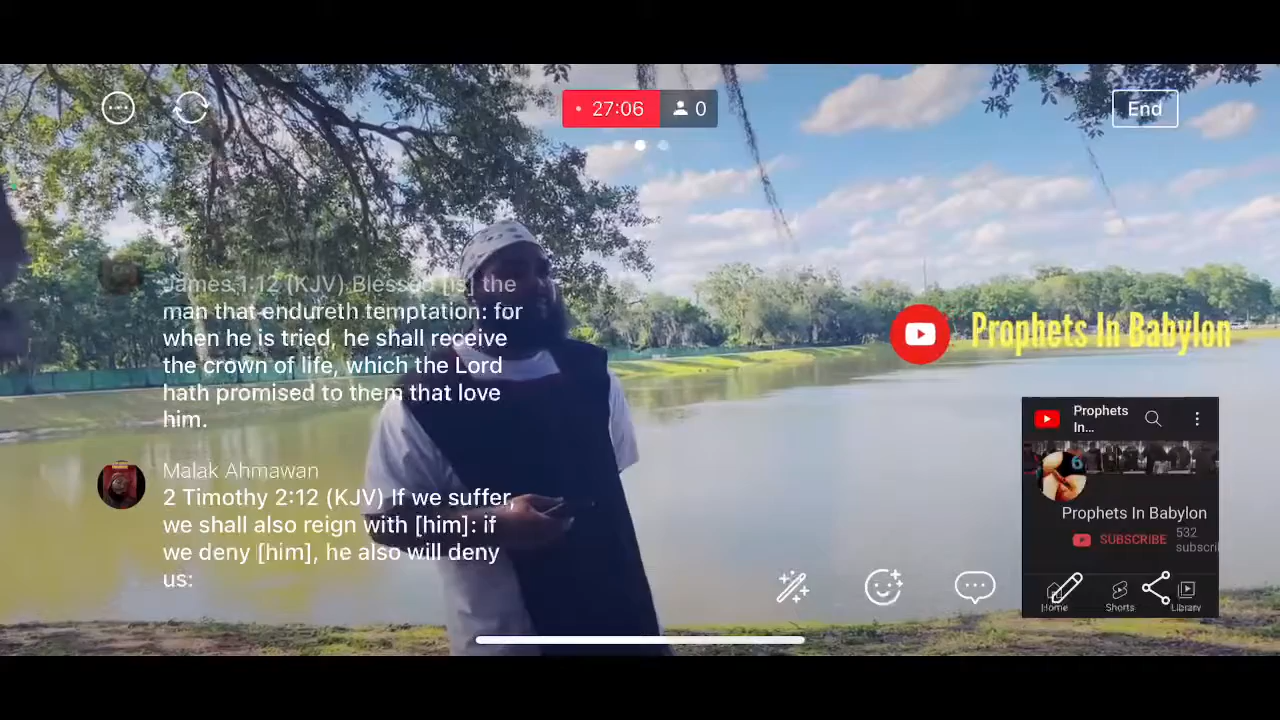 27:06
0
End
James 1:12 (KJV) Blessed [is] the
man that endureth temptation: for
when he is tried, he shall receive
the crown of life, which the Lord
hath promised to them that love
him.
Prophets In Babylon
Prophets
In...
Malak Ahmawan
2 Timothy 2:12 (KJV) If we suffer,
we shall also reign with [him]: if
we deny [him], he also will deny
us:
6
Prophets In Babylon
SUBSCRIBE
532
subscri
Home
Shorts
Library